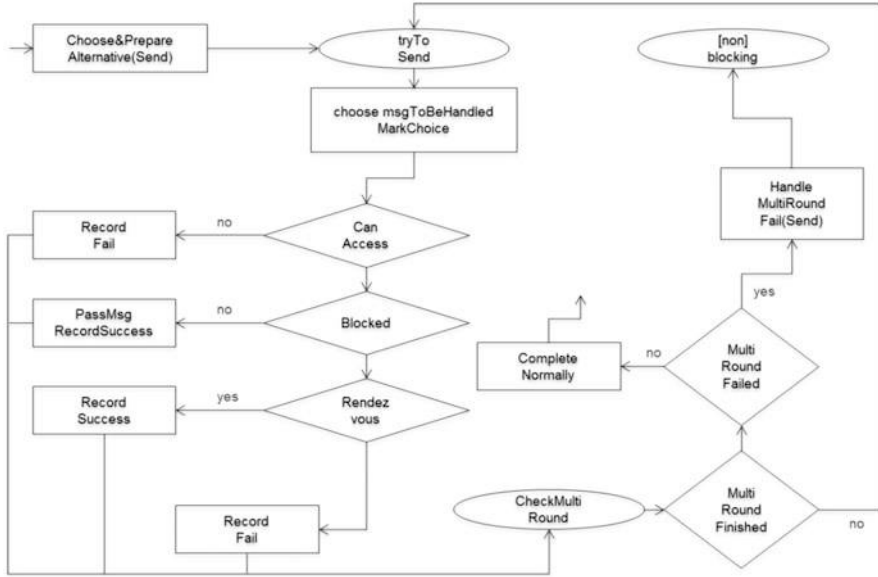 Choose&Prepare
Alternative(Send)
tryTo
Send
[non]
blocking
choose msgToBeHandled
MarkChoice
Handle
MultiRound
Fail(Send)
Record
Fail
no
Can
Access
yes
PassMsg
RecordSuccess
no
Blocked
Complete
Normally
no
Multi
Round
Failed
Record
Success
yes
Rendez
vous
CheckMulti
Round
Multi
Round
Finished
no
Record
Fail